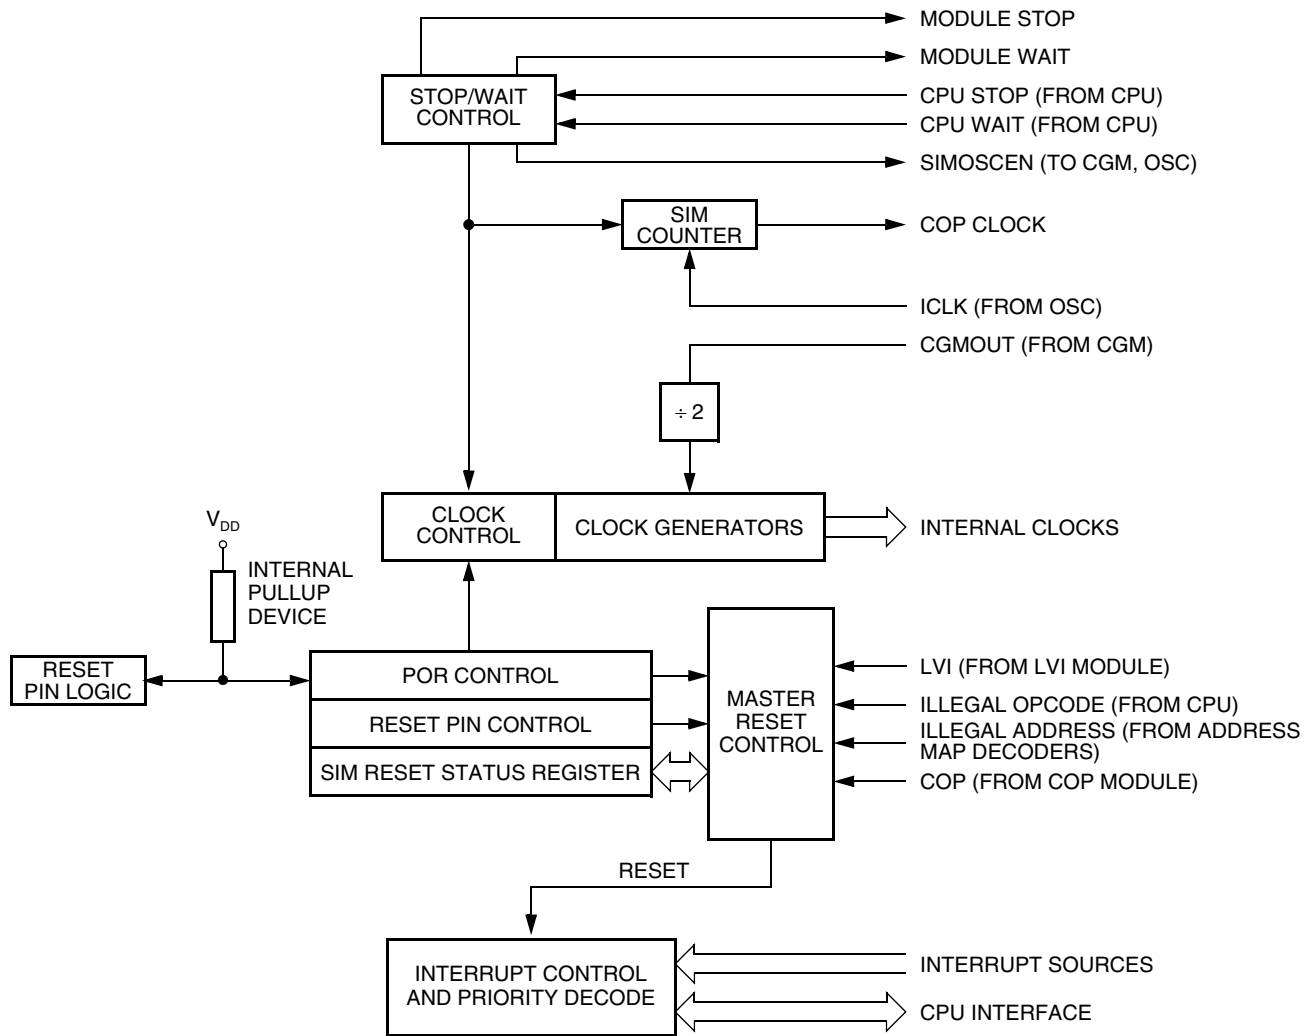 MODULE STOP
MODULE WAIT
STOP/WAIT
CONTROL
CPU STOP (FROM CPU)
CPU WAIT (FROM CPU)
SIMOSCEN (TO CGM, OSC)
SIM
COUNTER
COP CLOCK
ICLK (FROM OSC)
CGMOUT (FROM CGM)
÷ 2
CLOCK
CONTROL
CLOCK GENERATORS
INTERNAL CLOCKS
VDD
INTERNAL
PULLUP
DEVICE
RESET
PIN LOGIC
POR CONTROL
RESET PIN CONTROL
SIM RESET STATUS REGISTER
MASTER
RESET
CONTROL
LVI (FROM LVI MODULE)
ILLEGAL OPCODE (FROM CPU)
ILLEGAL ADDRESS (FROM ADDRESS
MAP DECODERS)
COP (FROM COP MODULE)
RESET
INTERRUPT CONTROL
AND PRIORITY DECODE
INTERRUPT SOURCES
CPU INTERFACE